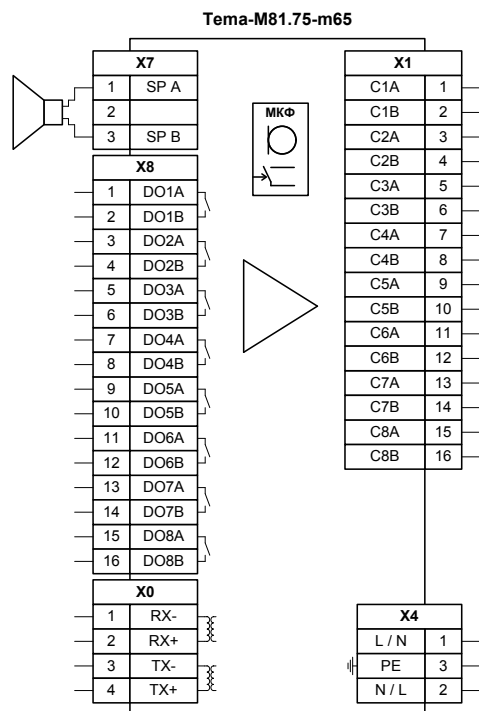 Tema-M81.75-m65
X7
1 SP A
2
3 SP B
X8
1 DO1A
2 DO1B
3 DO2A
4 DO2B
5 DO3A
6 DO3B
7 DO4A
8 DO4B
9 DO5A
10 DO5B
11 DO6A
12 DO6B
13 DO7A
14 DO7B
15 DO8A
16 DO8B
X0
1 RX-
2 RX+
3 TX-
4 TX+
МКФ
X1
C1A 1
C1B 2
C2A 3
C2B 4
C3A 5
C3B 6
C4A 7
C4B 8
C5A 9
C5B 10
C6A 11
C6B 12
C7A 13
C7B 14
C8A 15
C8B 16
X4
L / N 1
PE 3
N / L 2